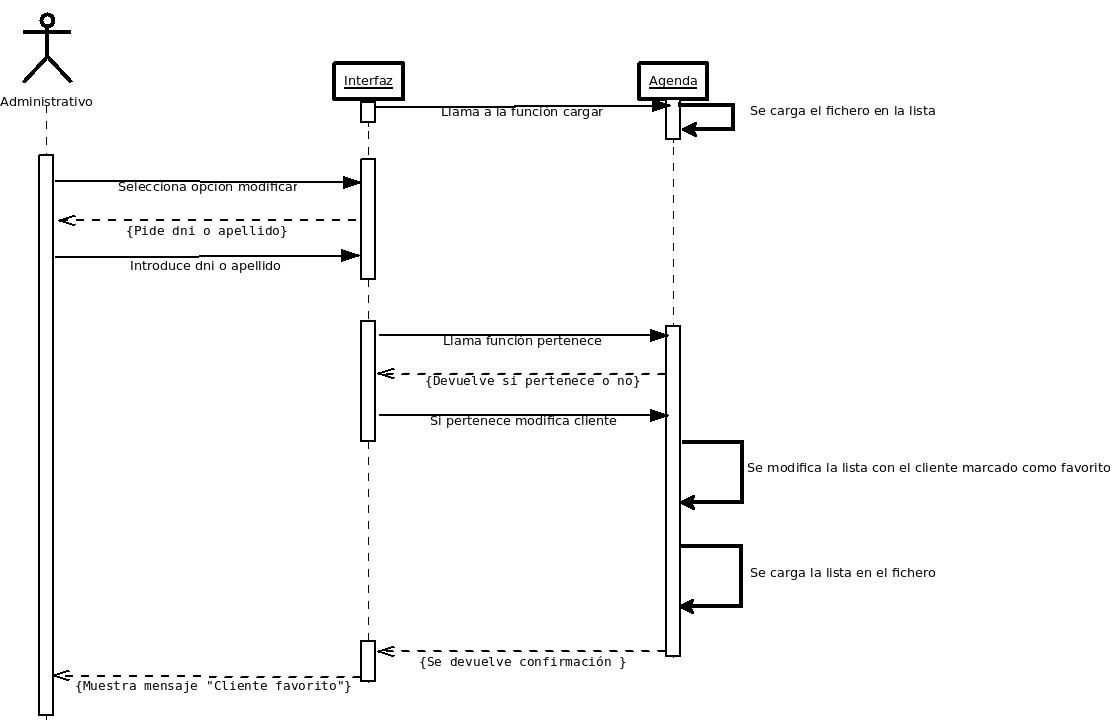 Interfaz
Agenda
Administrativo
Llama a la función cargar
Se carga el fichero en la lista
Selecciona opción modificar
{Pide dni o apellido}
Introduce dni o apellido
Llama función pertenece
{Devuelve si pertenece o no}
Si pertenece modifica cliente
Se modifica la lista con el cliente marcado como favorito
Se carga la lista en el fichero
{Se devuelve confirmación }
{Muestra mensaje "Cliente favorito"}